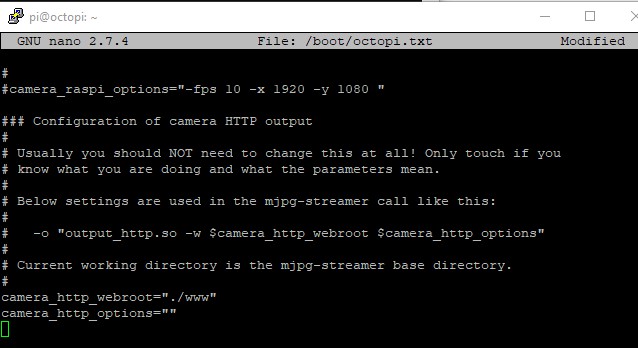 pi@octopi: ~
GNU nano 2.7.4 File: /boot/octopi.txt Modified
#
#camera_raspi_options="-fps 10 -x 1920 -y 1080 "
### Configuration of camera HTTP output
#
# Usually you should NOT need to change this at all! Only touch if you
# know what you are doing and what the parameters mean.
#
# Below settings are used in the mjpg-streamer call like this:
#
#   -o "output_http.so -w $camera_http_webroot $camera_http_options"
#
# Current working directory is the mjpg-streamer base directory.
#
camera_http_webroot="./www"
camera_http_options=""